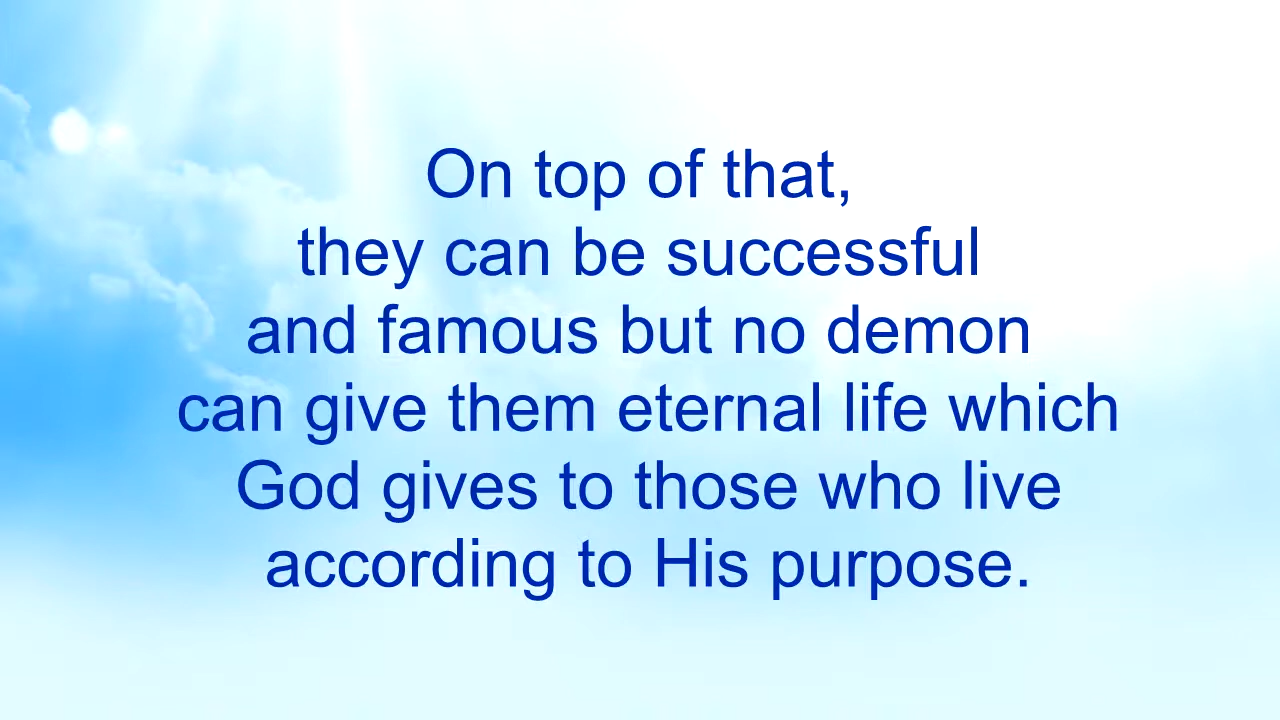 On top of that,
they can be successful
and famous but no demon
can give them eternal life which
God gives to those who live
according to His purpose.